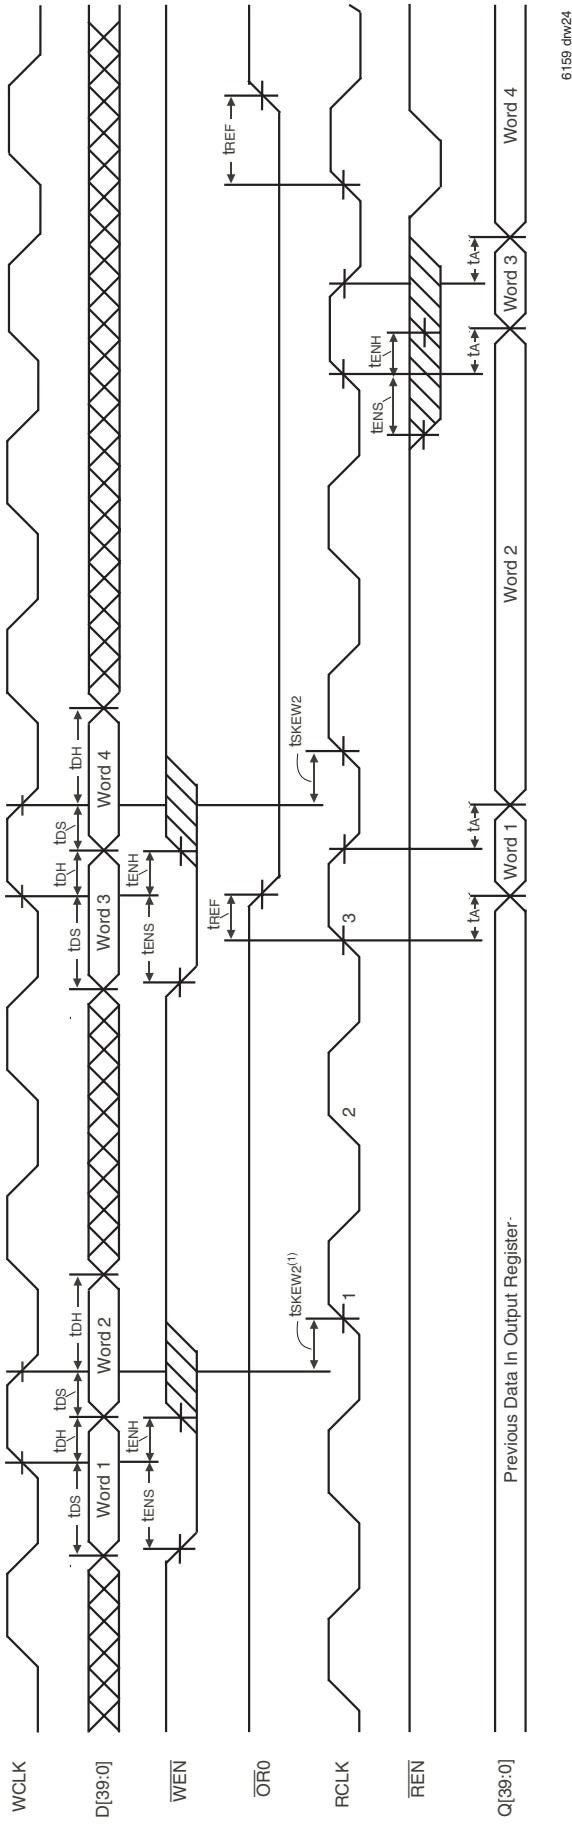 WCLK
tDS tDH tDS tDH tDS tDH tDS tDH
D[39:0] Word 1 Word 2 Word 3 Word 4
tENS tENH tENS tENH
WEN
tREF tREF
OR0
tSKEW2(1) tSKEW2
RCLK 1 2 3
tENS tENH
REN
tA tA tA tA
Q[39:0] Previous Data In Output Register Word 1 Word 2 Word 3 Word 4
6159 drw24